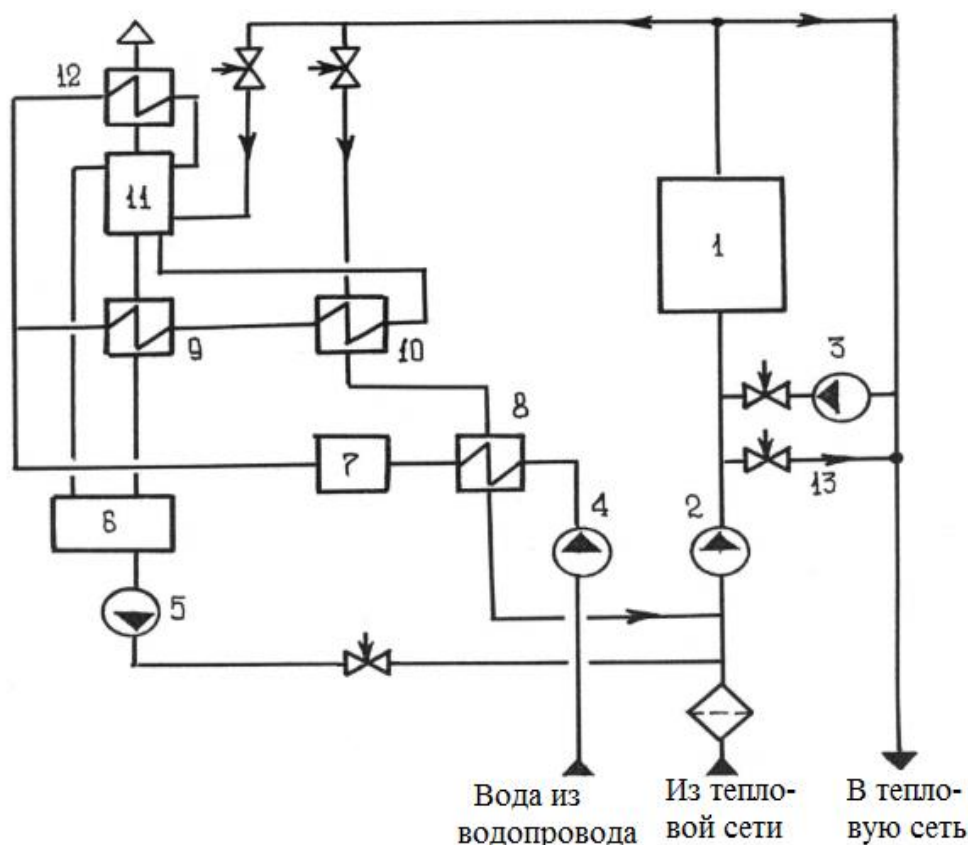 12
11
1
9
10
3
8
7
13
6
4
2
5
Вода из
водопровода
Из тепло-
вой сети
В тепло-
вую сеть